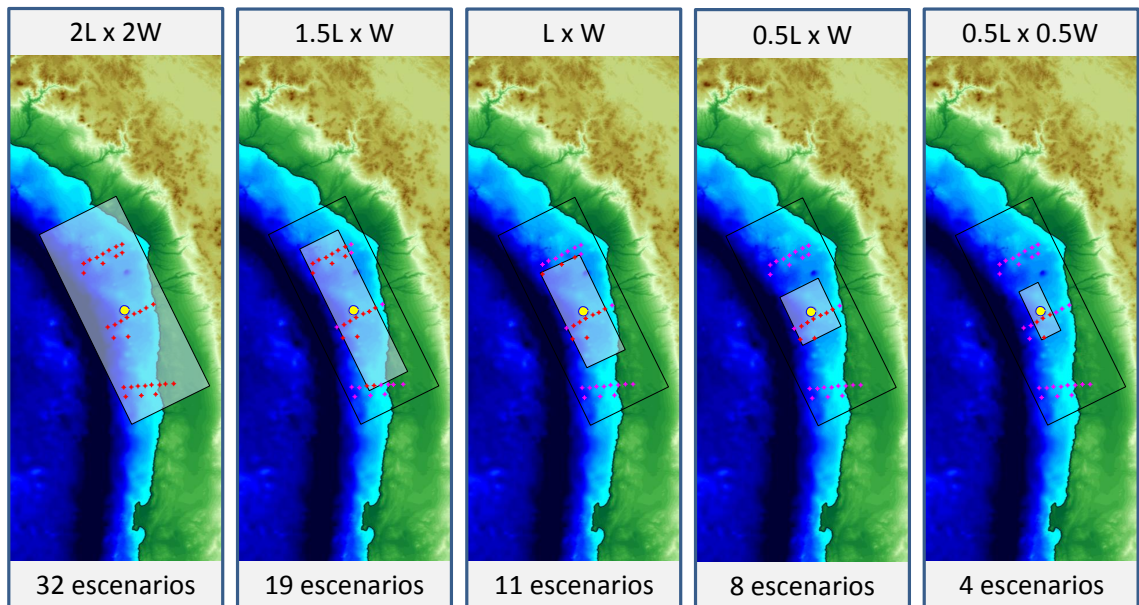 2L x 2W
1.5L x W
L x W
0.5L x W
0.5L x 0.5W
32 escenarios
19 escenarios
11 escenarios
8 escenarios
4 escenarios